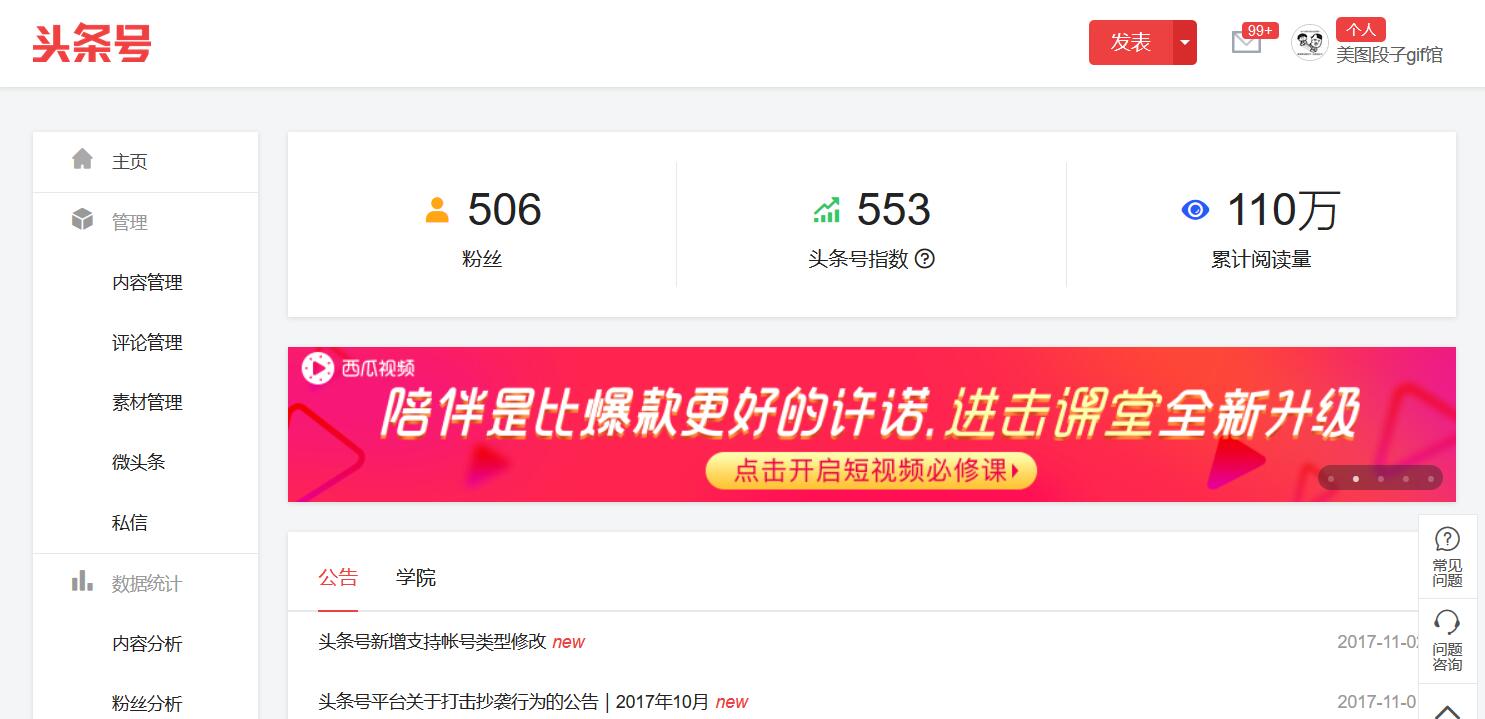 头条号
发表
99+
个人
美图段子gif馆
主页
管理
内容管理
评论管理
素材管理
微头条
私信
数据统计
内容分析
粉丝分析
506
粉丝
553
头条号指数
110万
累计阅读量
西瓜视频
陪伴是比爆款更好的许诺,进击课堂全新升级
点击开启短视频必修课
公告 学院
头条号新增支持帐号类型修改 new 2017-11-02
头条号平台关于打击抄袭行为的公告 | 2017年10月 new 2017-11-0
常见
问题
问题
咨询